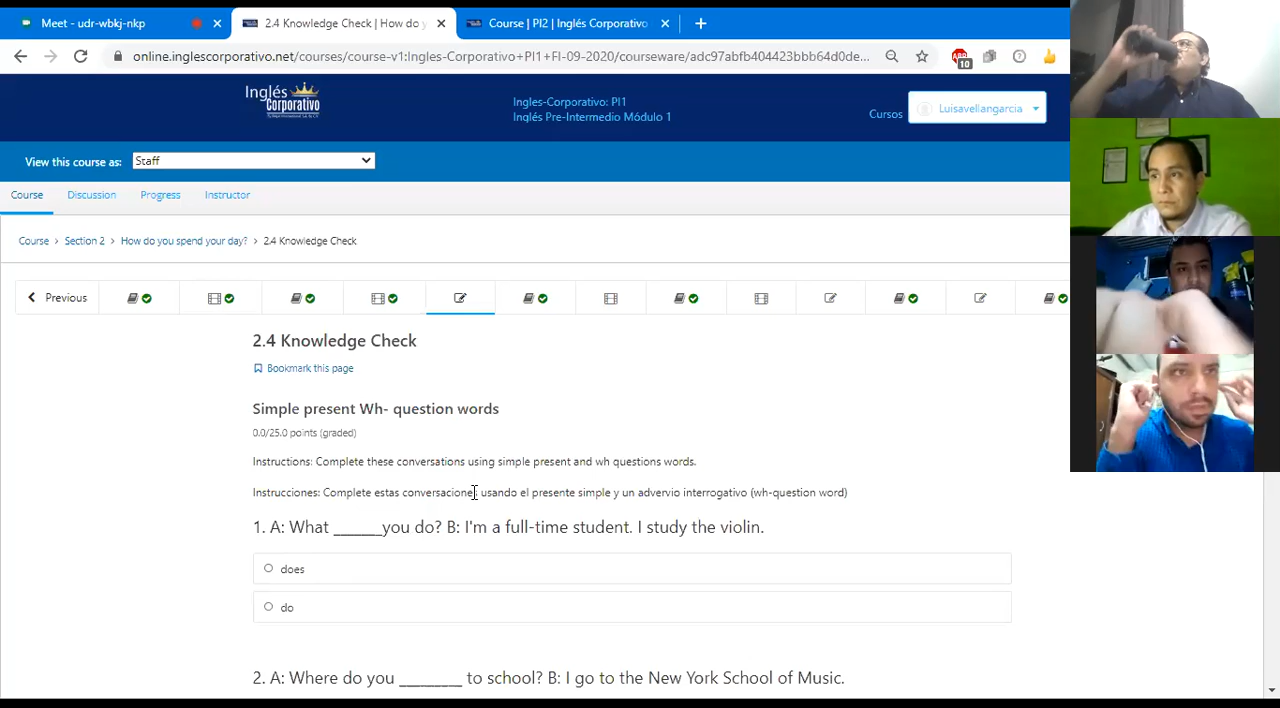 Meet - udr-wbkj-nkp
2.4 Knowledge Check | How do y
Course | PI2 | Inglés Corporativo
online.inglescorporativo.net/courses/course-v1:Ingles-Corporativo+PI1+FI-09-2020/courseware/adc97abfb404423bbb64d0de...
10
Inglés
Corporativo
Ingles-Corporativo: PI1
Inglés Pre-Intermedio Módulo 1
Cursos
Luisavellangarcia
View this course as:
Staff
Course
Discussion
Progress
Instructor
Course > Section 2 > How do you spend your day? > 2.4 Knowledge Check
Previous
2.4 Knowledge Check
Bookmark this page
Simple present Wh- question words
0.0/25.0 points (graded)
Instructions: Complete these conversations using simple present and wh questions words.
Instrucciones: Complete estas conversaciones usando el presente simple y un advervio interrogativo (wh-question word)
1. A: What ______you do? B: I'm a full-time student. I study the violin.
does
do
2. A: Where do you ________ to school? B: I go to the New York School of Music.